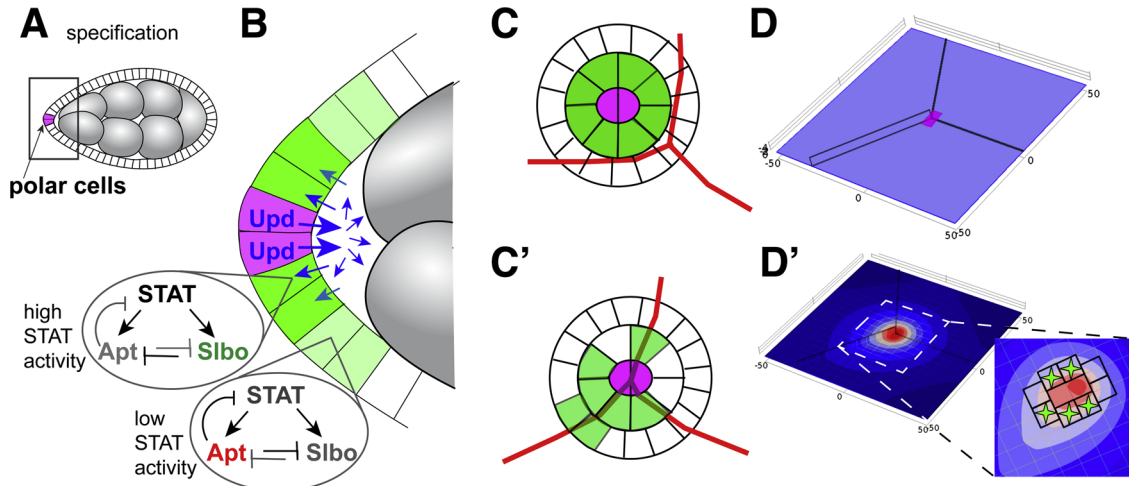 A
specification
polar cells
B
Upd
Upd
high
STAT
activity
STAT
Apt
Slbo
low
STAT
activity
STAT
Apt
Slbo
C
C'
D
50
0
-50
-50
0
50
-50
D'
50
0
-50
0
50
-50